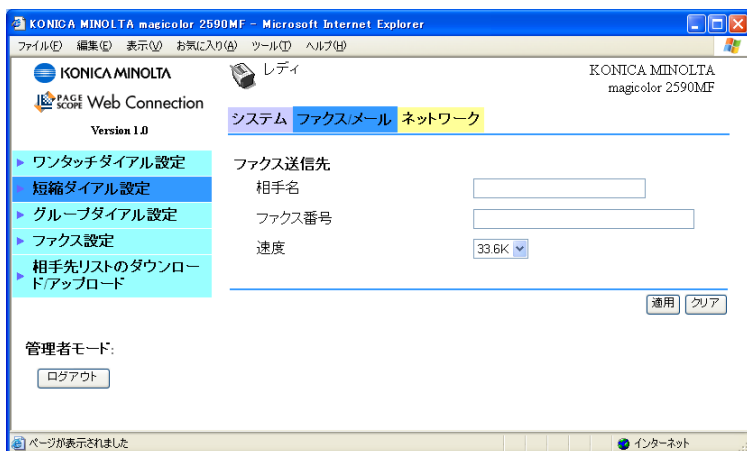 KONICA MINOLTA magicolor 2590MF - Microsoft Internet Explorer
ファイル(F) 編集(E) 表示(V) お気に入り(A) ツール(T) ヘルプ(H)
KONICA MINOLTA
PAGE SCOPE Web Connection
Version 1.0
レディ
KONICA MINOLTA
magicolor 2590MF
システム ファクス/メール ネットワーク
ワンタッチダイアル設定
短縮ダイアル設定
グループダイアル設定
ファクス設定
相手先リストのダウンロー
ド/アップロード
管理者モード:
ログアウト
ファクス送信先
相手名
ファクス番号
速度 33.6K
適用 クリア
ページが表示されました インターネット